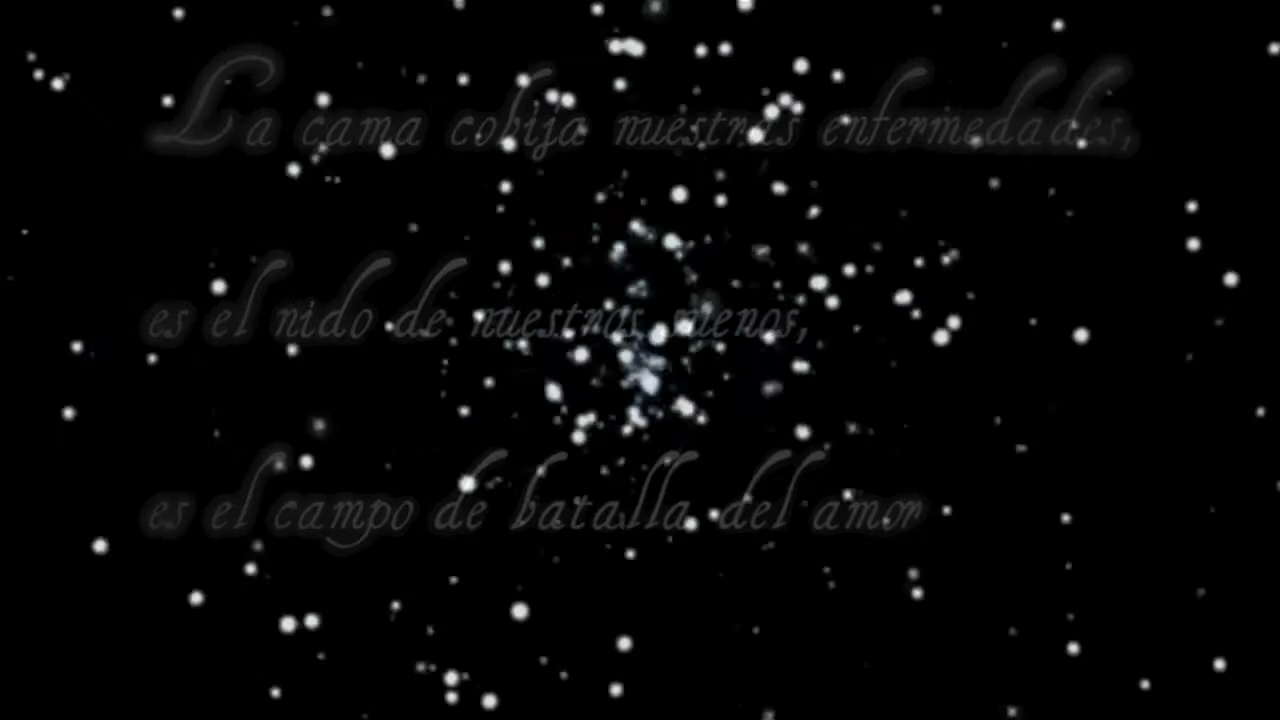 La cama cobija nuestras enfermedades,
es el nido de nuestros sueños,
es el campo de batalla del amor